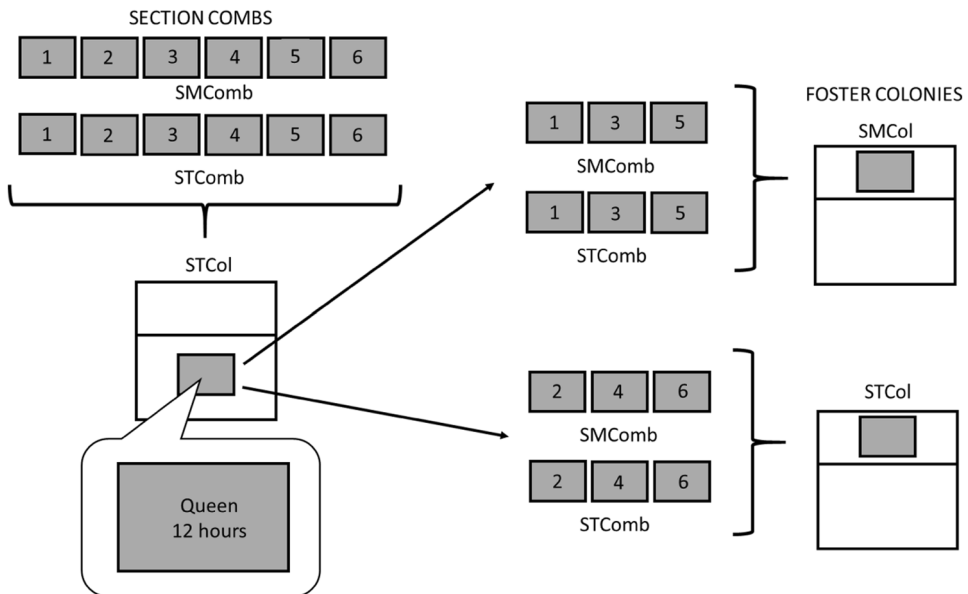 SECTION COMBS
1 2 3 4 5 6
SMComb
1 2 3 4 5 6
STComb
STCol
Queen
12 hours
1 3 5
SMComb
1 3 5
STComb
FOSTER COLONIES
SMCol
2 4 6
SMComb
2 4 6
STComb
STCol